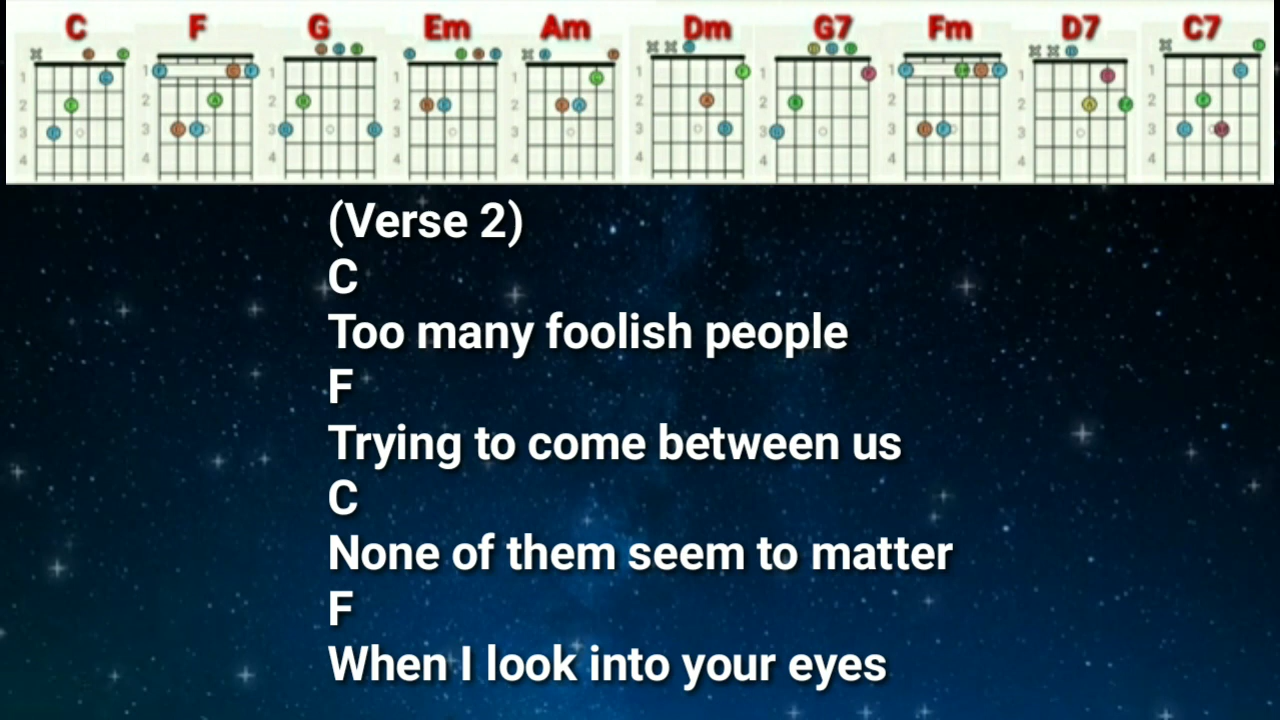 C F G Em Am Dm G7 Fm D7 C7
(Verse 2)
C
Too many foolish people
F
Trying to come between us
C
None of them seem to matter
F
When I look into your eyes